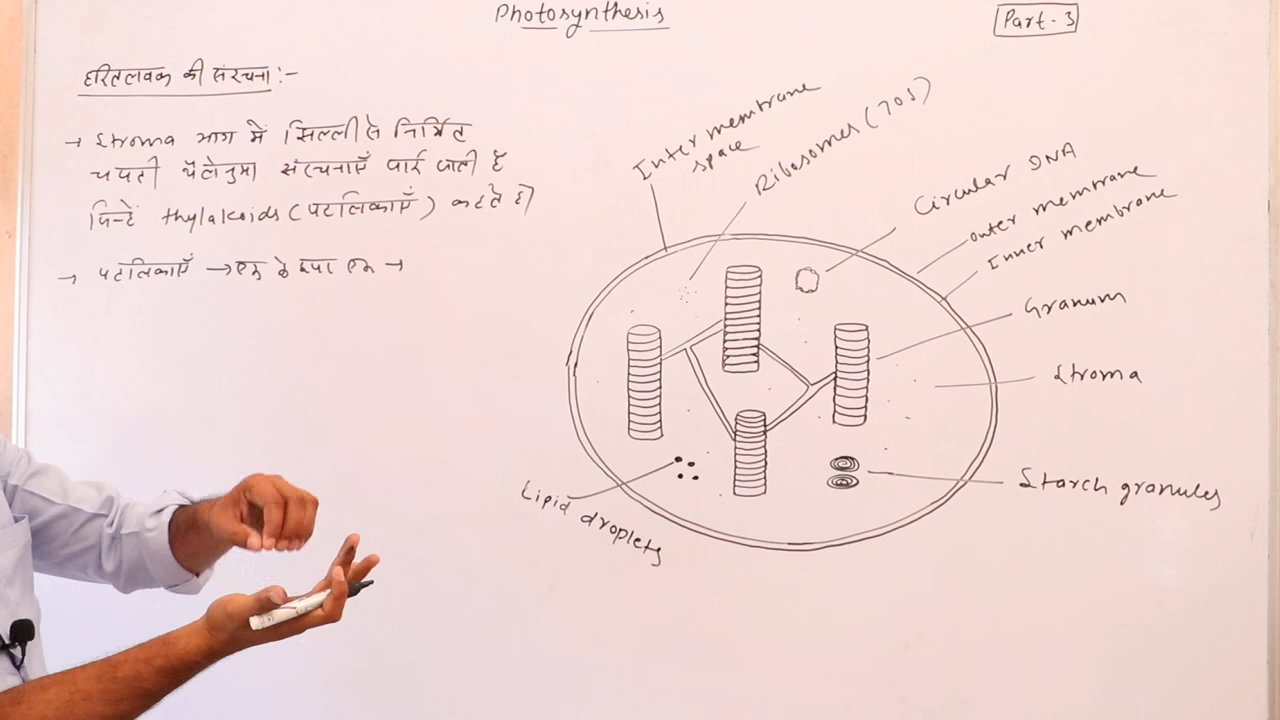 Photosynthesis
Part-3
हरितलवक की संरचना :-
→ Stroma भाग में झिल्ली से निर्मित
चपटी थैलीनुमा संरचनाएँ पाई जाती है
जिन्हें thylakoids (पटलिकाएँ) कहते है।
→ पटलिकाएँ → एक के ऊपर एक →
Inter membrane
space
Ribosomes (70S)
Circular DNA
outer membrane
Inner membrane
Granum
Stroma
Starch granules
Lipid droplets